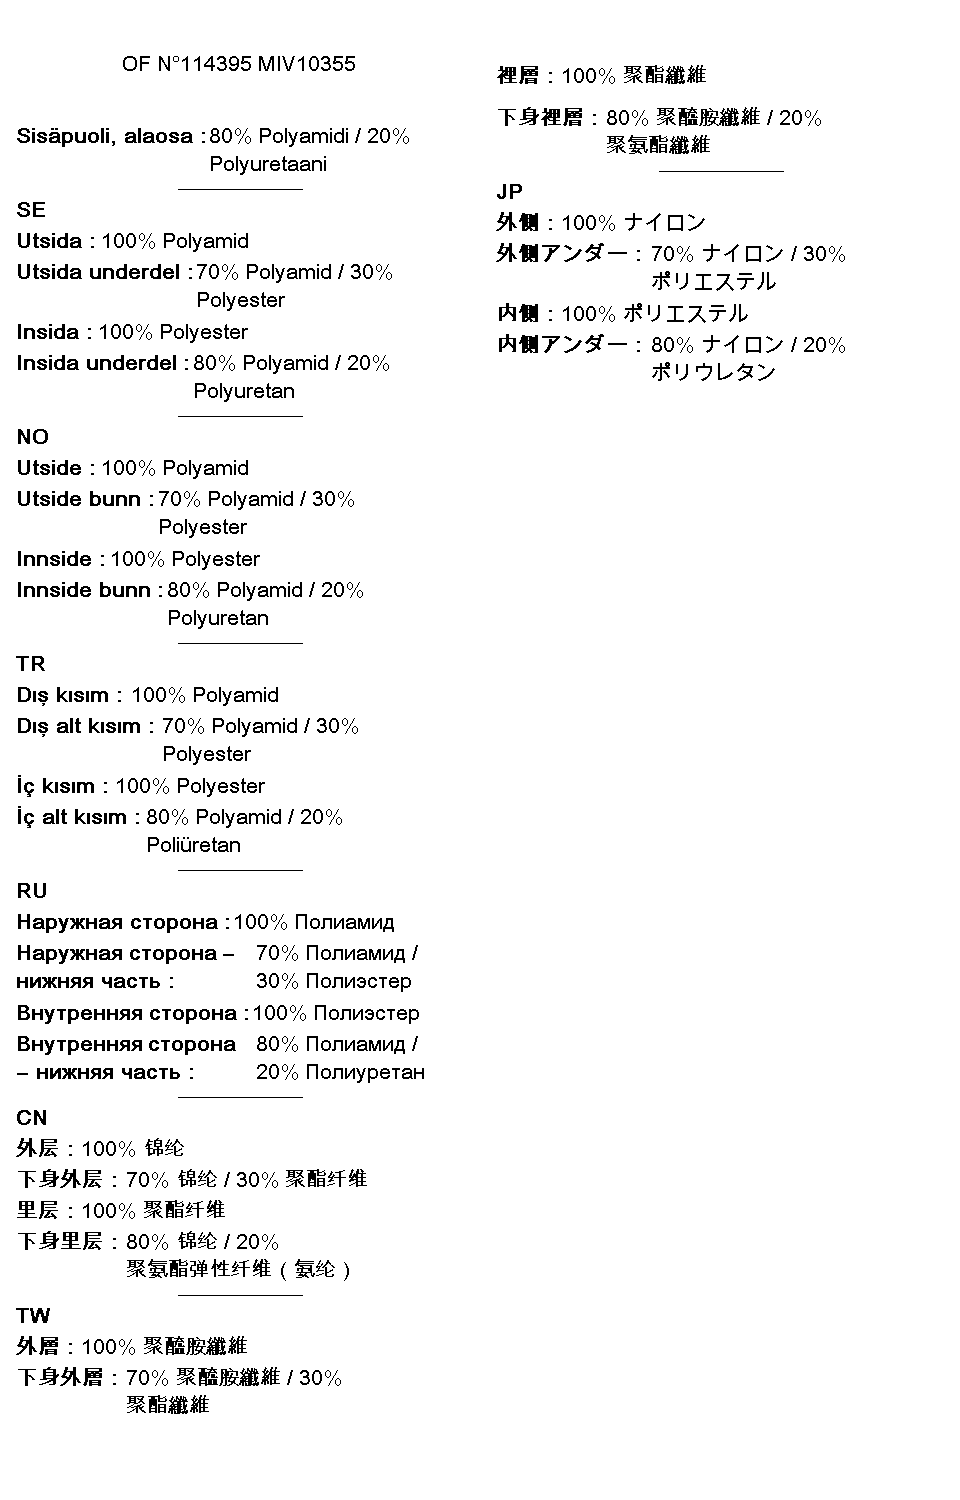 OF N°114395 MIV10355
Sisäpuoli, alaosa : 80% Polyamidi / 20%
Polyuretaani
SE
Utsida : 100% Polyamid
Utsida underdel : 70% Polyamid / 30%
Polyester
Insida : 100% Polyester
Insida underdel : 80% Polyamid / 20%
Polyuretan
NO
Utside : 100% Polyamid
Utside bunn : 70% Polyamid / 30%
Polyester
Innside : 100% Polyester
Innside bunn : 80% Polyamid / 20%
Polyuretan
TR
Dış kısım : 100% Polyamid
Dış alt kısım : 70% Polyamid / 30%
Polyester
İç kısım : 100% Polyester
İç alt kısım : 80% Polyamid / 20%
Poliüretan
RU
Наружная сторона : 100% Полиамид
Наружная сторона – 70% Полиамид /
нижняя часть : 30% Полиэстер
Внутренняя сторона : 100% Полиэстер
Внутренняя сторона 80% Полиамид /
– нижняя часть : 20% Полиуретан
CN
外层 : 100% 锦纶
下身外层 : 70% 锦纶 / 30% 聚酯纤维
里层 : 100% 聚酯纤维
下身里层 : 80% 锦纶 / 20%
聚氨酯弹性纤维 ( 氨纶 )
TW
外層 : 100% 聚醯胺纖維
下身外層 : 70% 聚醯胺纖維 / 30%
聚酯纖維
裡層 : 100% 聚酯纖維
下身裡層 : 80% 聚醯胺纖維 / 20%
聚氨酯纖維
JP
外側 : 100% ナイロン
外側アンダー : 70% ナイロン / 30%
ポリエステル
内側 : 100% ポリエステル
内側アンダー : 80% ナイロン / 20%
ポリウレタン